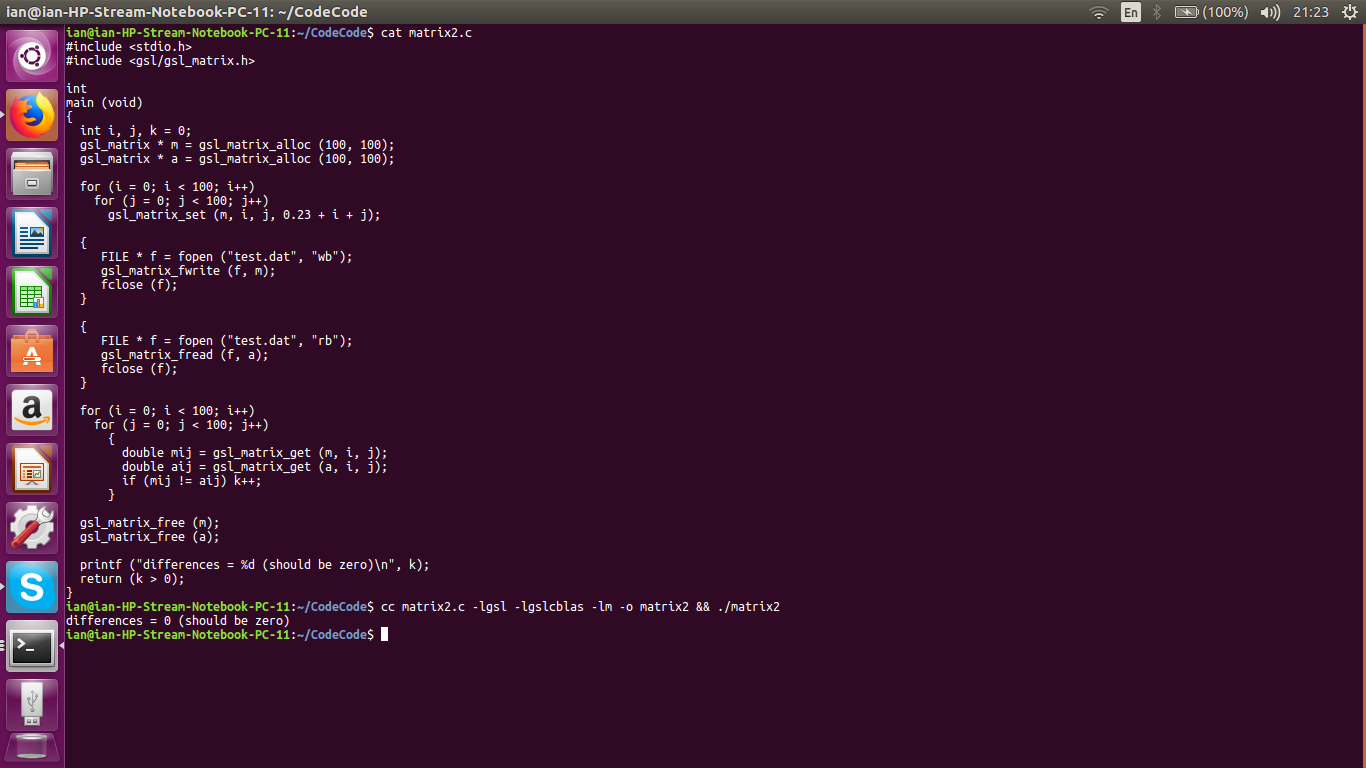 ian@ian-HP-Stream-Notebook-PC-11: ~/CodeCode
En
(100%)
21:23
ian@ian-HP-Stream-Notebook-PC-11:~/CodeCode$ cat matrix2.c
#include <stdio.h>
#include <gsl/gsl_matrix.h>

int
main (void)
{
  int i, j, k = 0;
  gsl_matrix * m = gsl_matrix_alloc (100, 100);
  gsl_matrix * a = gsl_matrix_alloc (100, 100);

  for (i = 0; i < 100; i++)
    for (j = 0; j < 100; j++)
      gsl_matrix_set (m, i, j, 0.23 + i + j);

  {
     FILE * f = fopen ("test.dat", "wb");
     gsl_matrix_fwrite (f, m);
     fclose (f);
  }

  {
     FILE * f = fopen ("test.dat", "rb");
     gsl_matrix_fread (f, a);
     fclose (f);
  }

  for (i = 0; i < 100; i++)
    for (j = 0; j < 100; j++)
      {
        double mij = gsl_matrix_get (m, i, j);
        double aij = gsl_matrix_get (a, i, j);
        if (mij != aij) k++;
      }

  gsl_matrix_free (m);
  gsl_matrix_free (a);

  printf ("differences = %d (should be zero)\n", k);
  return (k > 0);
}
ian@ian-HP-Stream-Notebook-PC-11:~/CodeCode$ cc matrix2.c -lgsl -lgslcblas -lm -o matrix2 && ./matrix2
differences = 0 (should be zero)
ian@ian-HP-Stream-Notebook-PC-11:~/CodeCode$